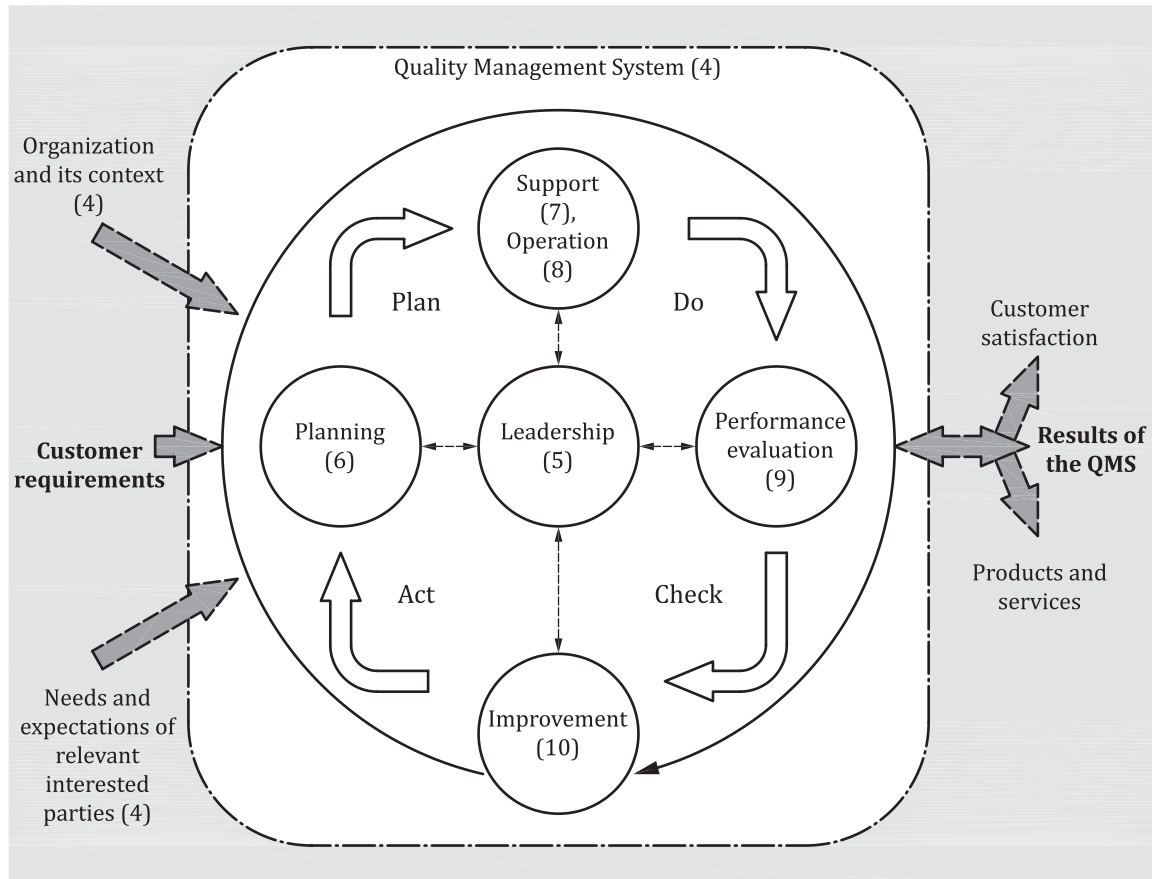 Quality Management System (4)
Organization
and its context
(4)
Support
(7),
Operation
(8)
Plan
Do
Customer
satisfaction
Planning
(6)
Leadership
(5)
Performance
evaluation
(9)
Customer
requirements
Results of
the QMS
Act
Check
Products and
services
Improvement
(10)
Needs and
expectations of
relevant
interested
parties (4)